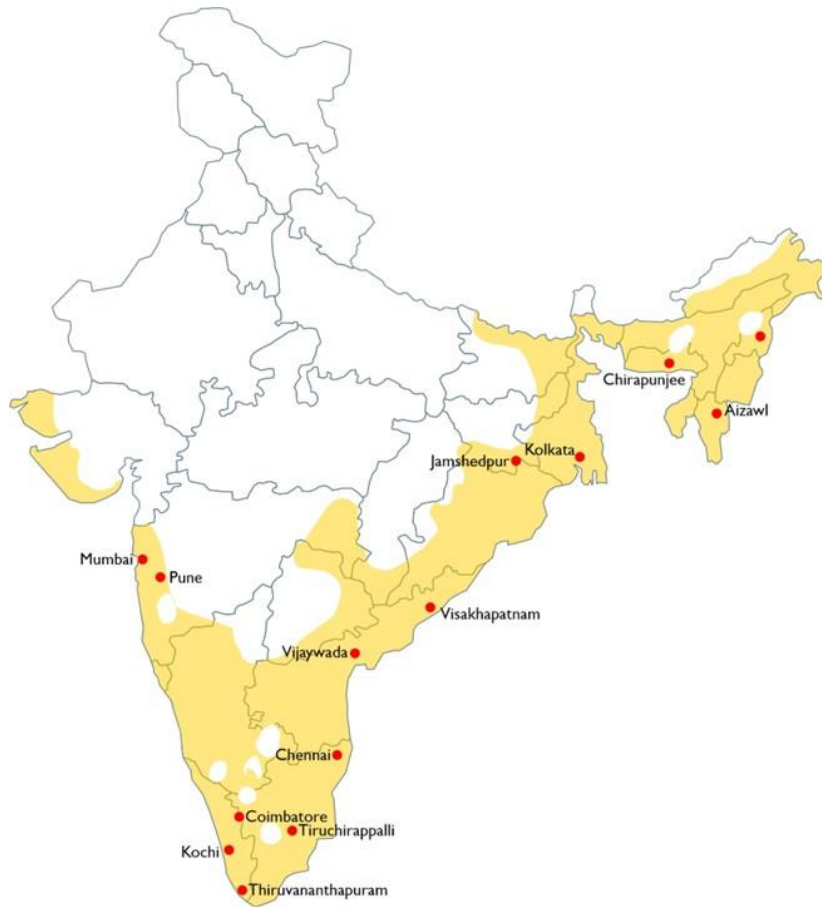 Chirapunjee
Aizawl
Kolkata
Jamshedpur
Mumbai
Pune
Visakhapatnam
Vijaywada
Chennai
Coimbatore
Tiruchirappalli
Kochi
Thiruvananthapuram